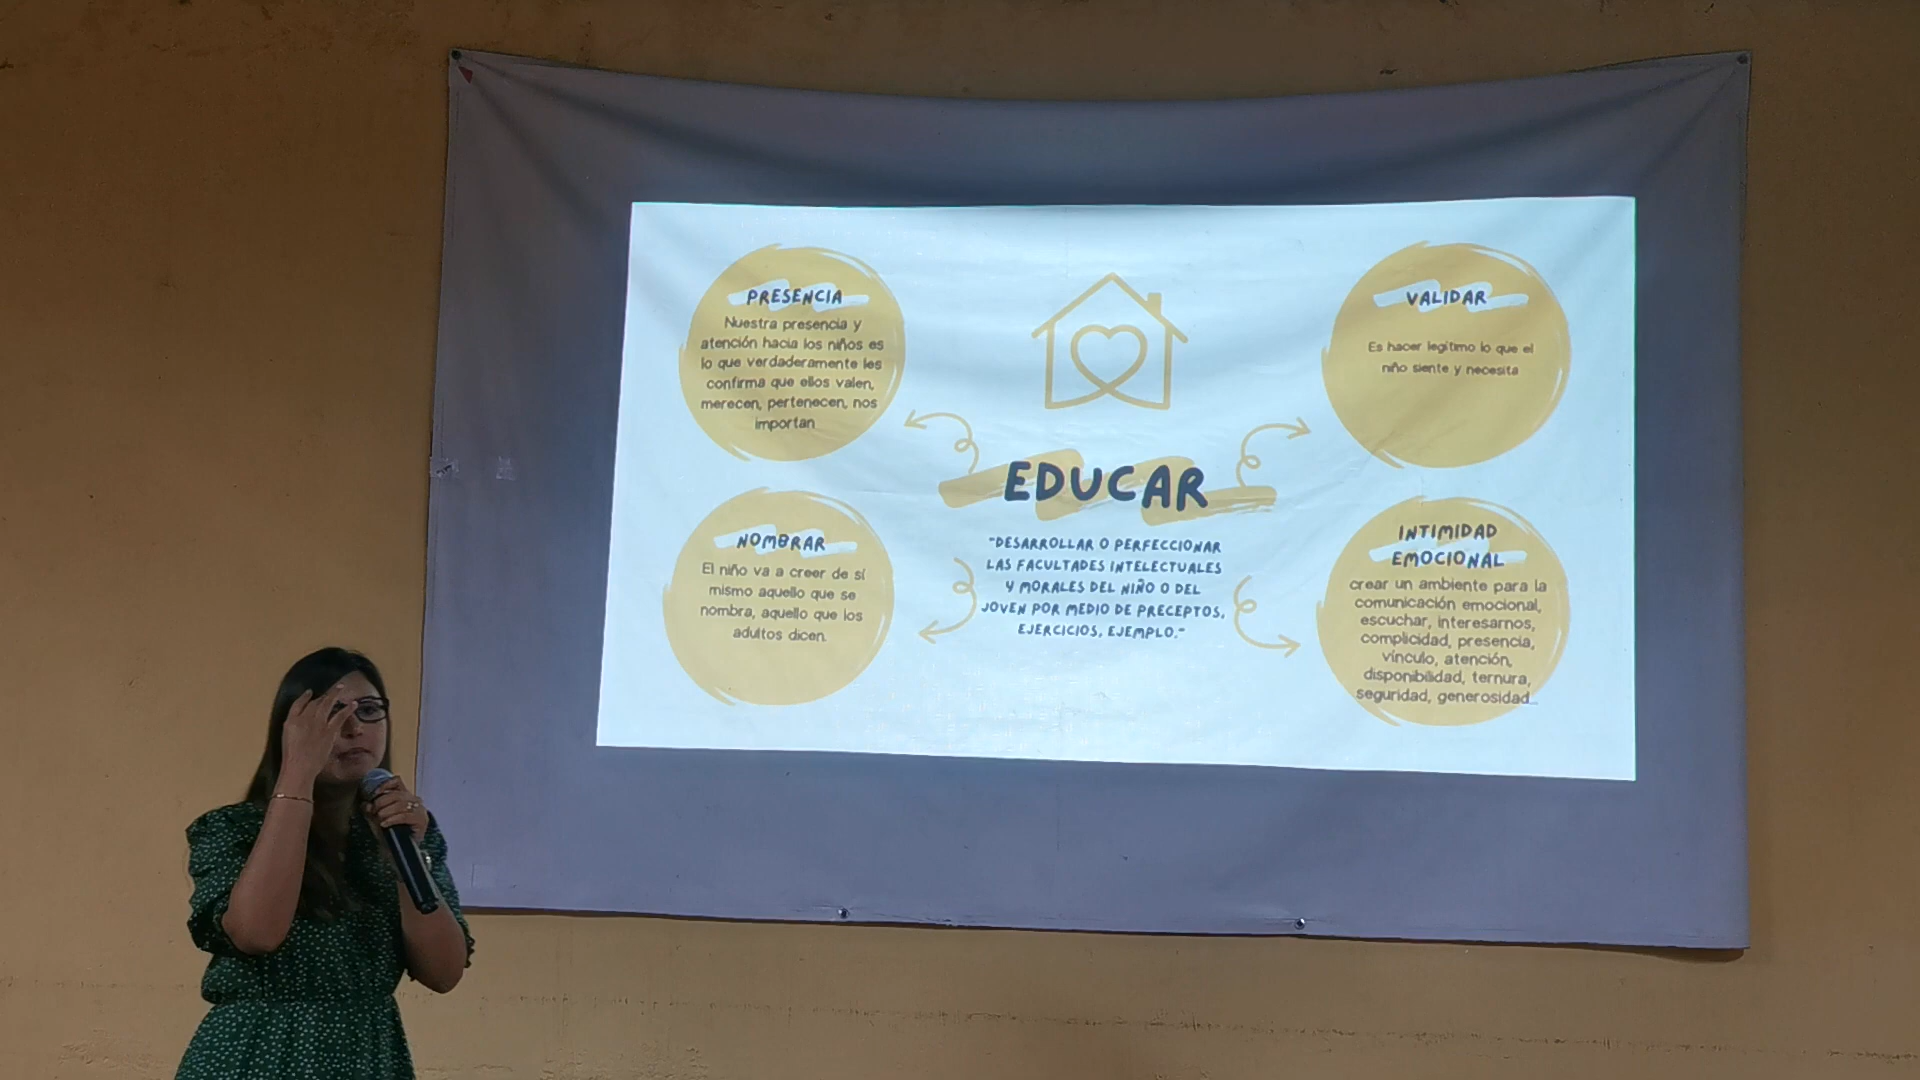 PRESENCIA
Nuestra presencia y
atención hacia los niños es
lo que verdaderamente les
confirma que ellos valen,
merecen, pertenecen, nos
importan
VALIDAR
Es hacer legítimo lo que el
niño siente y necesita
EDUCAR
"DESARROLLAR O PERFECCIONAR
LAS FACULTADES INTELECTUALES
Y MORALES DEL NIÑO O DEL
JOVEN POR MEDIO DE PRECEPTOS,
EJERCICIOS, EJEMPLO."
NOMBRAR
El niño va a creer de sí
mismo aquello que se
nombra, aquello que los
adultos dicen.
INTIMIDAD
EMOCIONAL
crear un ambiente para la
comunicación emocional,
escuchar, interesarnos,
complicidad, presencia,
vínculo, atención,
disponibilidad, ternura,
seguridad, generosidad...